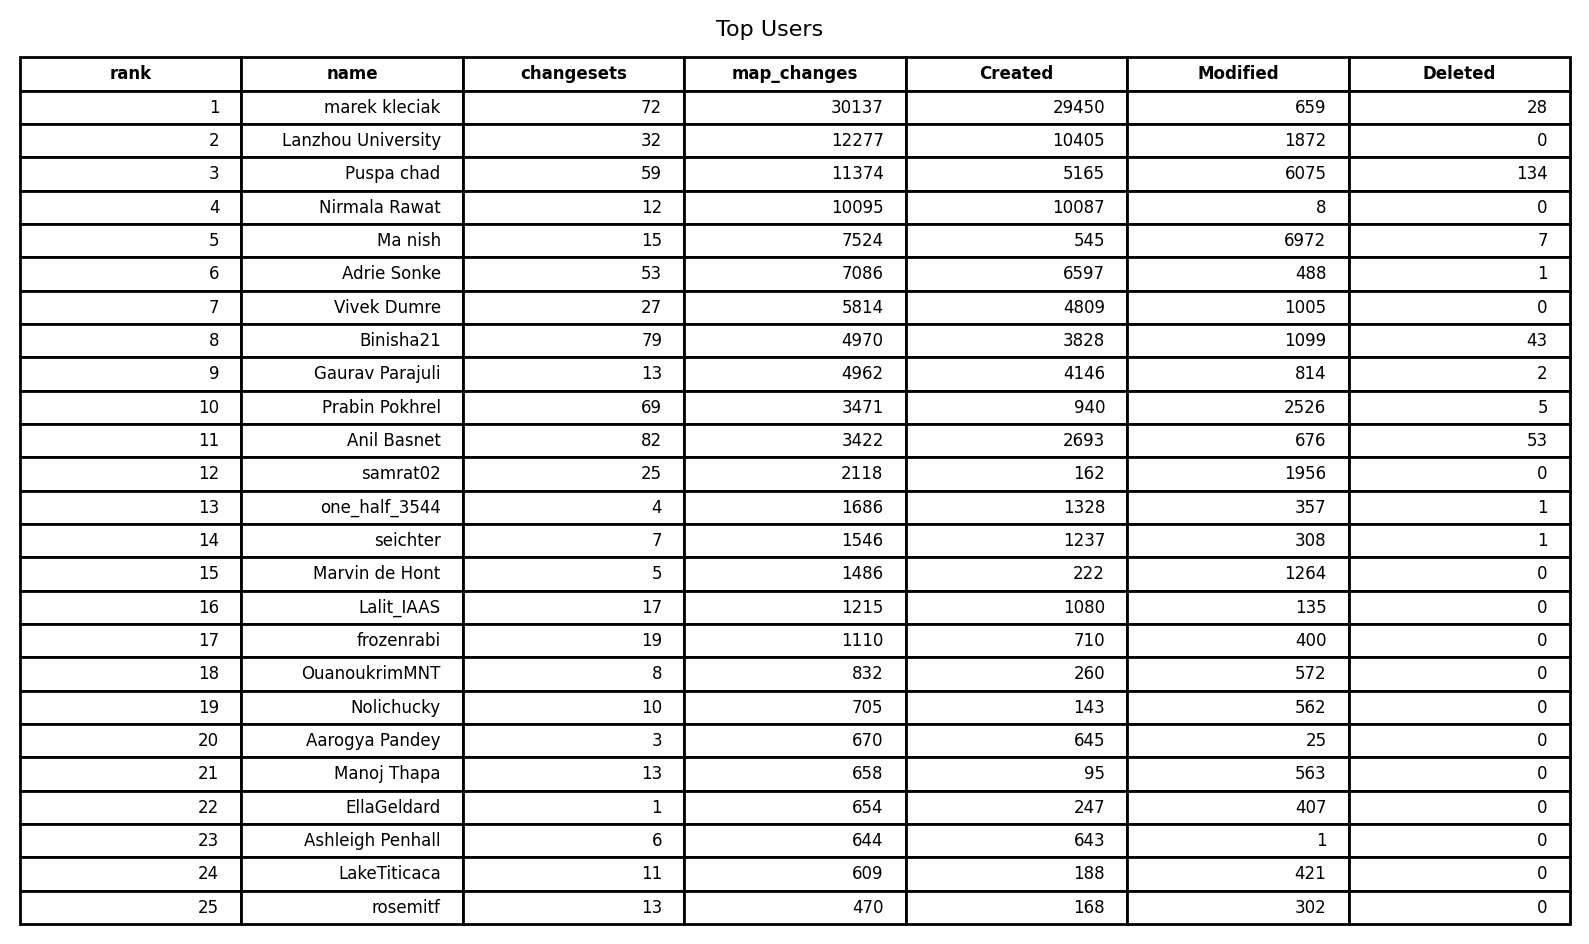 Top Users
rank name changesets map_changes Created Modified Deleted
1 marek kleciak 72 30137 29450 659 28
2 Lanzhou University 32 12277 10405 1872 0
3 Puspa chad 59 11374 5165 6075 134
4 Nirmala Rawat 12 10095 10087 8 0
5 Ma nish 15 7524 545 6972 7
6 Adrie Sonke 53 7086 6597 488 1
7 Vivek Dumre 27 5814 4809 1005 0
8 Binisha21 79 4970 3828 1099 43
9 Gaurav Parajuli 13 4962 4146 814 2
10 Prabin Pokhrel 69 3471 940 2526 5
11 Anil Basnet 82 3422 2693 676 53
12 samrat02 25 2118 162 1956 0
13 one_half_3544 4 1686 1328 357 1
14 seichter 7 1546 1237 308 1
15 Marvin de Hont 5 1486 222 1264 0
16 Lalit_IAAS 17 1215 1080 135 0
17 frozenrabi 19 1110 710 400 0
18 OuanoukrimMNT 8 832 260 572 0
19 Nolichucky 10 705 143 562 0
20 Aarogya Pandey 3 670 645 25 0
21 Manoj Thapa 13 658 95 563 0
22 EllaGeldard 1 654 247 407 0
23 Ashleigh Penhall 6 644 643 1 0
24 LakeTiticaca 11 609 188 421 0
25 rosemitf 13 470 168 302 0